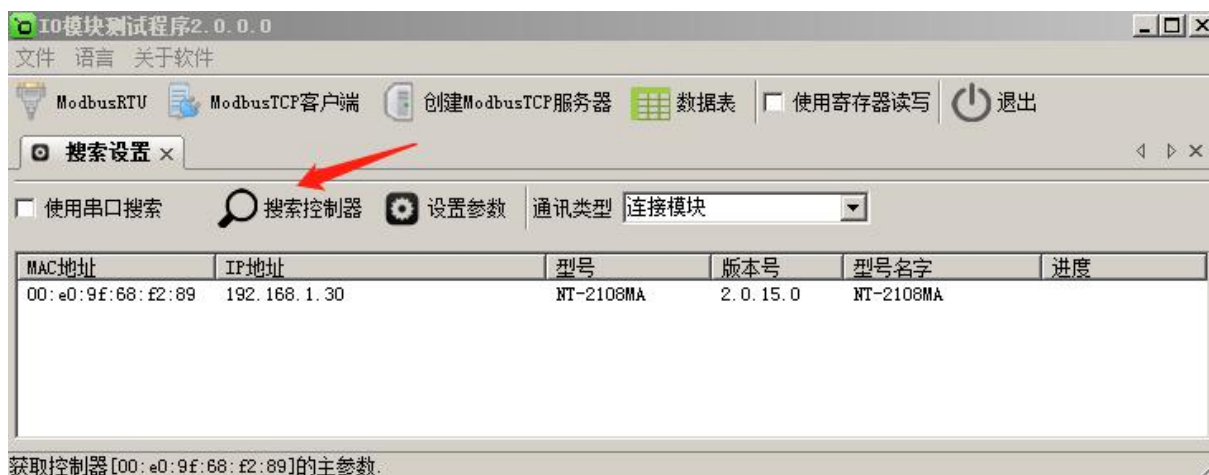 IO模块测试程序2.0.0.0
文件 语言 关于软件
ModbusRTU ModbusTCP客户端 创建ModbusTCP服务器 数据表 使用寄存器读写 退出
搜索设置
使用串口搜索 搜索控制器 设置参数 通讯类型 连接模块
MAC地址 IP地址 型号 版本号 型号名字 进度
00:e0:9f:68:f2:89 192.168.1.30 NT-2108MA 2.0.15.0 NT-2108MA
获取控制器[00:e0:9f:68:f2:89]的主参数.